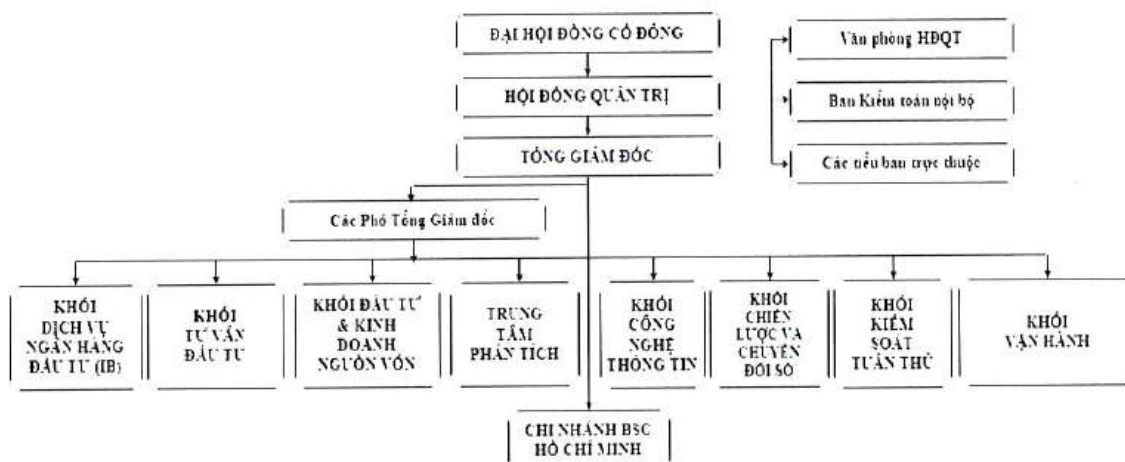 ĐẠI HỘI ĐỒNG CỔ ĐÔNG
Văn phòng HĐQT
HỘI ĐỒNG QUẢN TRỊ
Ban Kiểm toán nội bộ
TỔNG GIÁM ĐỐC
Các tiểu ban trực thuộc
Các Phó Tổng Giám đốc
KHỐI
DỊCH VỤ
NGÂN HÀNG
ĐẦU TƯ (IB)
KHỐI
TƯ VẤN
ĐẦU TƯ
KHỐI ĐẦU TƯ
& KINH
DOANH
NGUỒN VỐN
TRUNG
TÂM
PHÂN TÍCH
KHỐI
CÔNG
NGHỆ
THÔNG TIN
KHỐI
CHIẾN
LƯỢC VÀ
CHUYỂN
ĐỔI SỐ
KHỐI
KIỂM
SOÁT
TUÂN THỦ
KHỐI
VẬN HÀNH
CHI NHÁNH BSC
HỒ CHÍ MINH